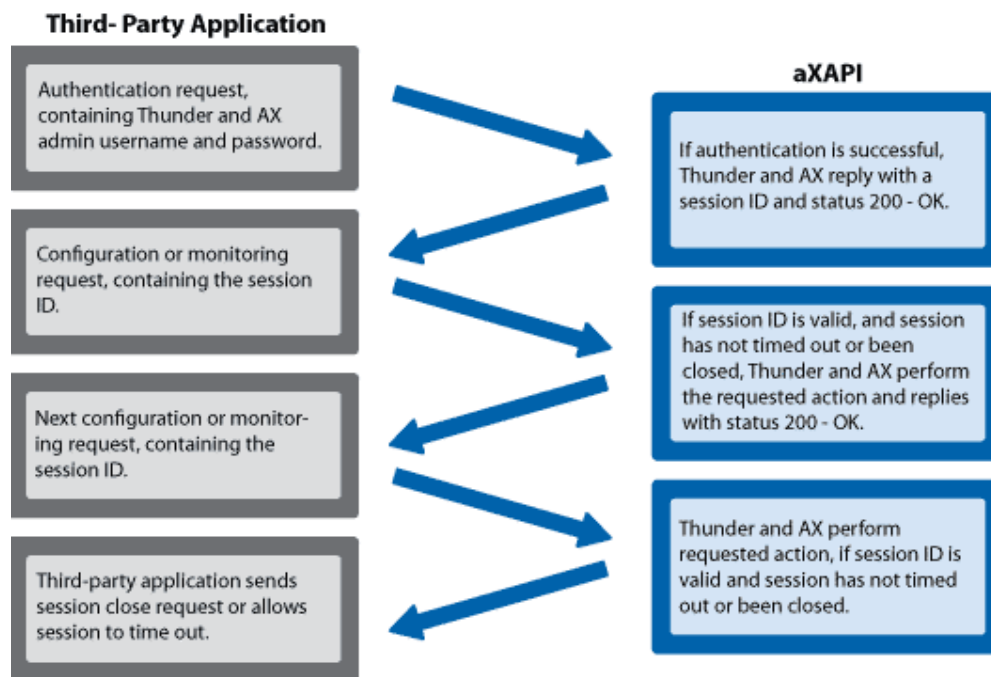 Third- Party Application
Authentication request,
containing Thunder and AX
admin username and password.
Configuration or monitoring
request, containing the session
ID.
Next configuration or monitor-
ing request, containing the
session ID.
Third-party application sends
session close request or allows
session to time out.
aXAPI
If authentication is successful,
Thunder and AX reply with a
session ID and status 200 - OK.
If session ID is valid, and session
has not timed out or been
closed, Thunder and AX perform
the requested action and replies
with status 200 - OK.
Thunder and AX perform
requested action, if session ID is
valid and session has not timed
out or been closed.